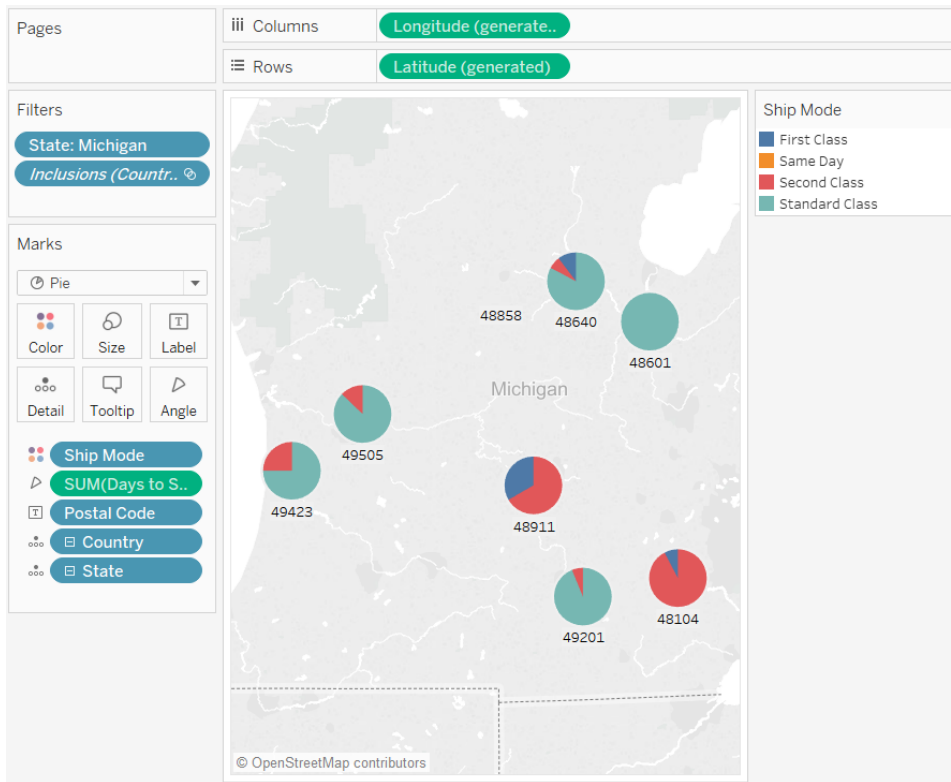 Pages
Columns
Longitude (generate..
Rows
Latitude (generated)
Filters
State: Michigan
Inclusions (Countr..
Marks
Pie
Color
Size
Label
Detail
Tooltip
Angle
Ship Mode
SUM(Days to S..
Postal Code
Country
State
48858
48640
48601
Michigan
49505
49423
48911
48104
49201
© OpenStreetMap contributors
Ship Mode
First Class
Same Day
Second Class
Standard Class